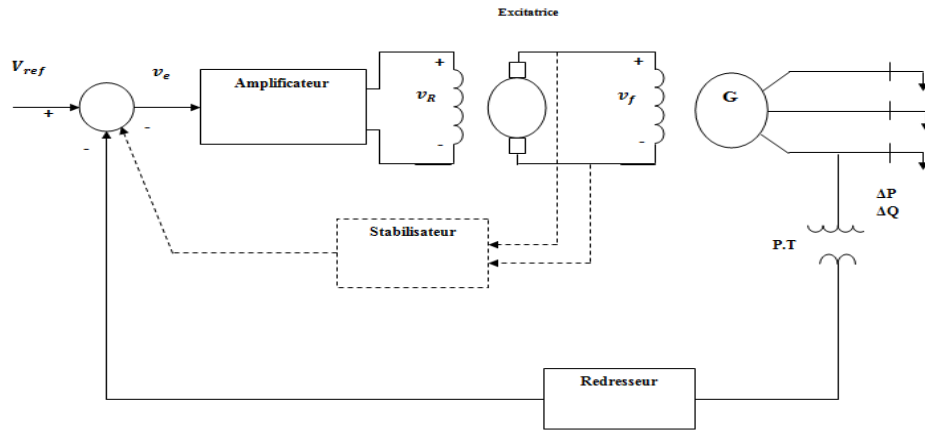 Excitatrice
V_ref
v_e
Amplificateur
+
v_R
-
+
v_f
-
G
+
-
-
Stabilisateur
ΔP
ΔQ
P.T
Redresseur